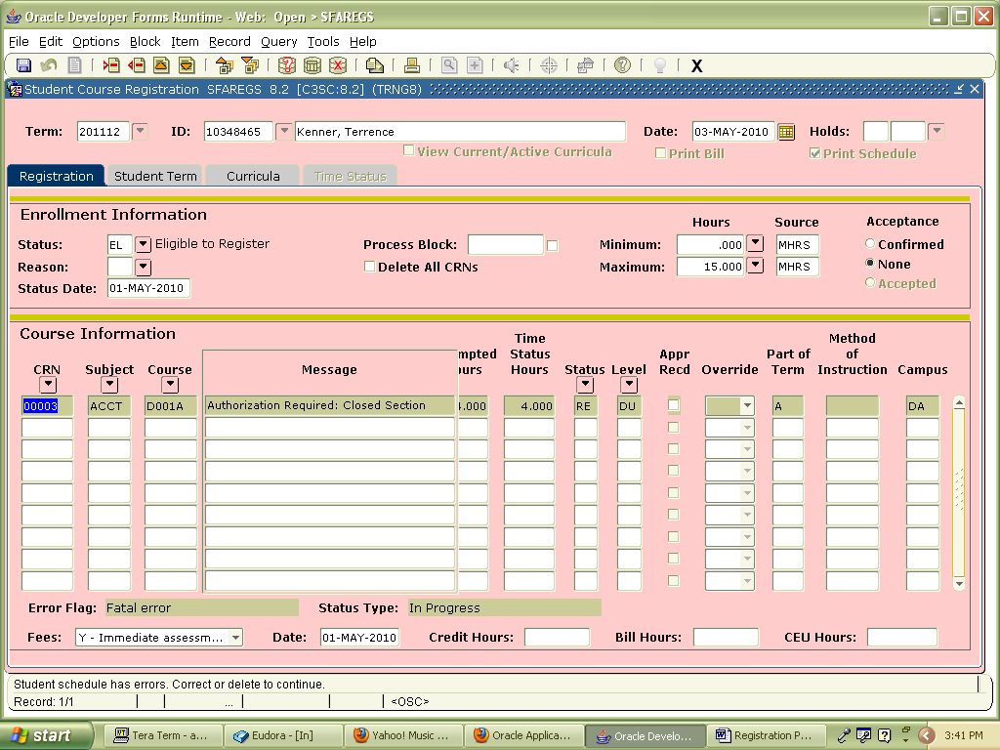 Oracle Developer Forms Runtime - Web: Open > SFAREGS
File Edit Options Block Item Record Query Tools Help
X
Student Course Registration SFAREGS 8.2 [C3SC:8.2] (TRNG8)
Term: 201112 ID: 10348465 Kenner, Terrence Date: 03-MAY-2010 Holds:
View Current/Active Curricula Print Bill Print Schedule
Registration Student Term Curricula Time Status
Enrollment Information
Hours Source Acceptance
Status: EL Eligible to Register Process Block: Minimum: .000 MHRS Confirmed
Reason: Delete All CRNs Maximum: 15.000 MHRS None
Status Date: 01-MAY-2010 Accepted
Course Information
Time Method
mpted Status Appr Part of of
CRN Subject Course Message ours Hours Status Level Recd Override Term Instruction Campus
00003 ACCT D001A Authorization Required: Closed Section 4.000 4.000 RE DU A DA
Error Flag: Fatal error Status Type: In Progress
Fees: Y - Immediate assessm... Date: 01-MAY-2010 Credit Hours: Bill Hours: CEU Hours:
Student schedule has errors. Correct or delete to continue.
Record: 1/1 ... <OSC>
start Tera Term - a... Eudora - [In] Yahoo! Music ... Oracle Applica... Oracle Develo... Registration P... 3:41 PM